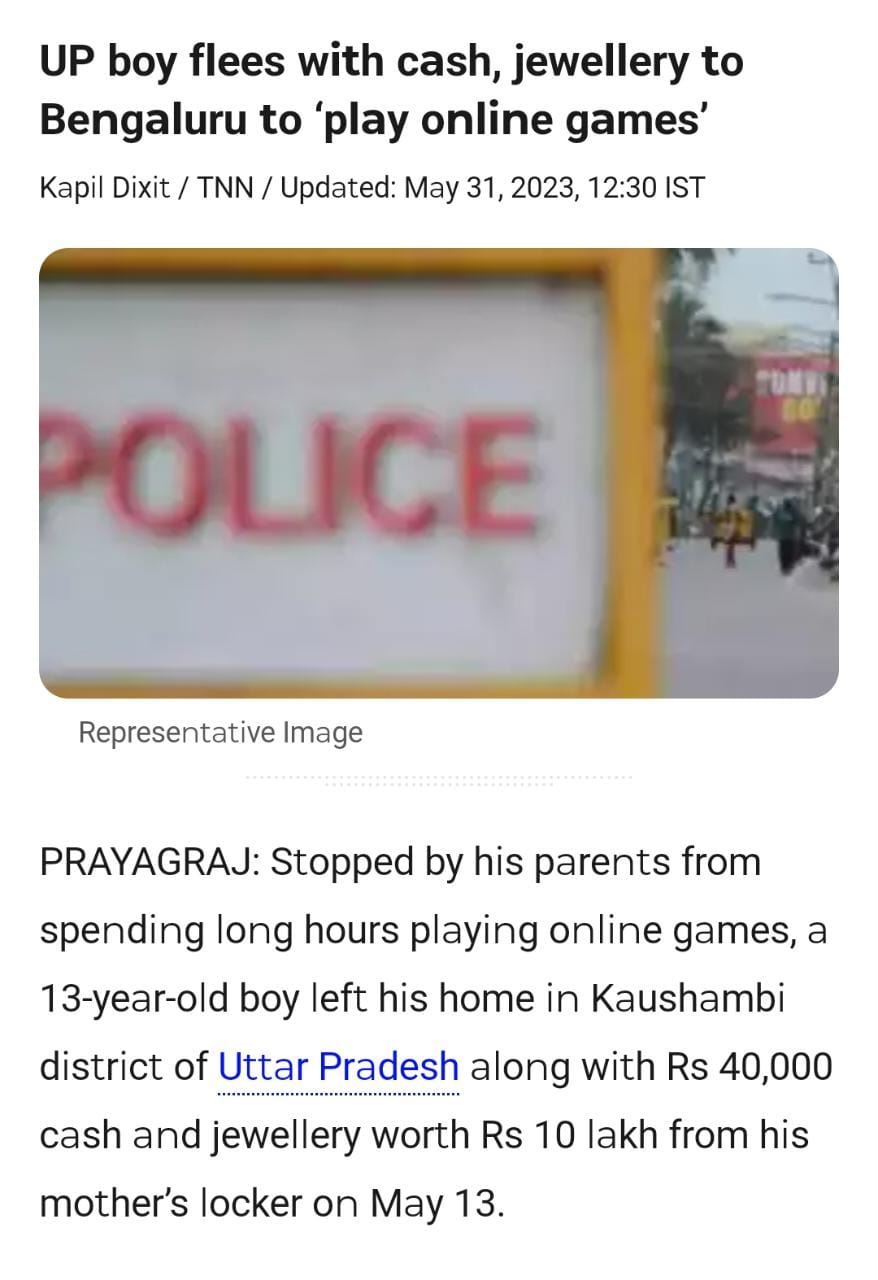 UP boy flees with cash, jewellery to
Bengaluru to ‘play online games’
Kapil Dixit / TNN / Updated: May 31, 2023, 12:30 IST
POLICE
Representative Image
PRAYAGRAJ: Stopped by his parents from
spending long hours playing online games, a
13-year-old boy left his home in Kaushambi
district of Uttar Pradesh along with Rs 40,000
cash and jewellery worth Rs 10 lakh from his
mother’s locker on May 13.